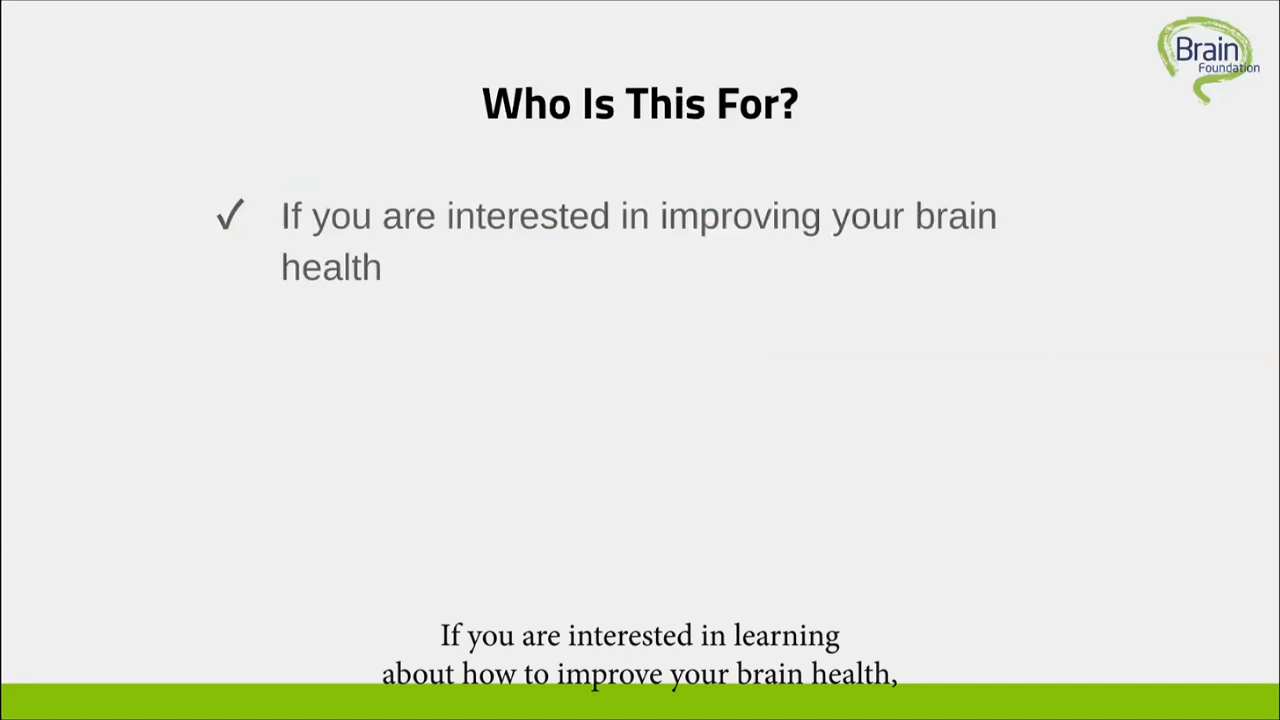 Brain
Foundation
Who Is This For?
✓ If you are interested in improving your brain
health
If you are interested in learning
about how to improve your brain health,